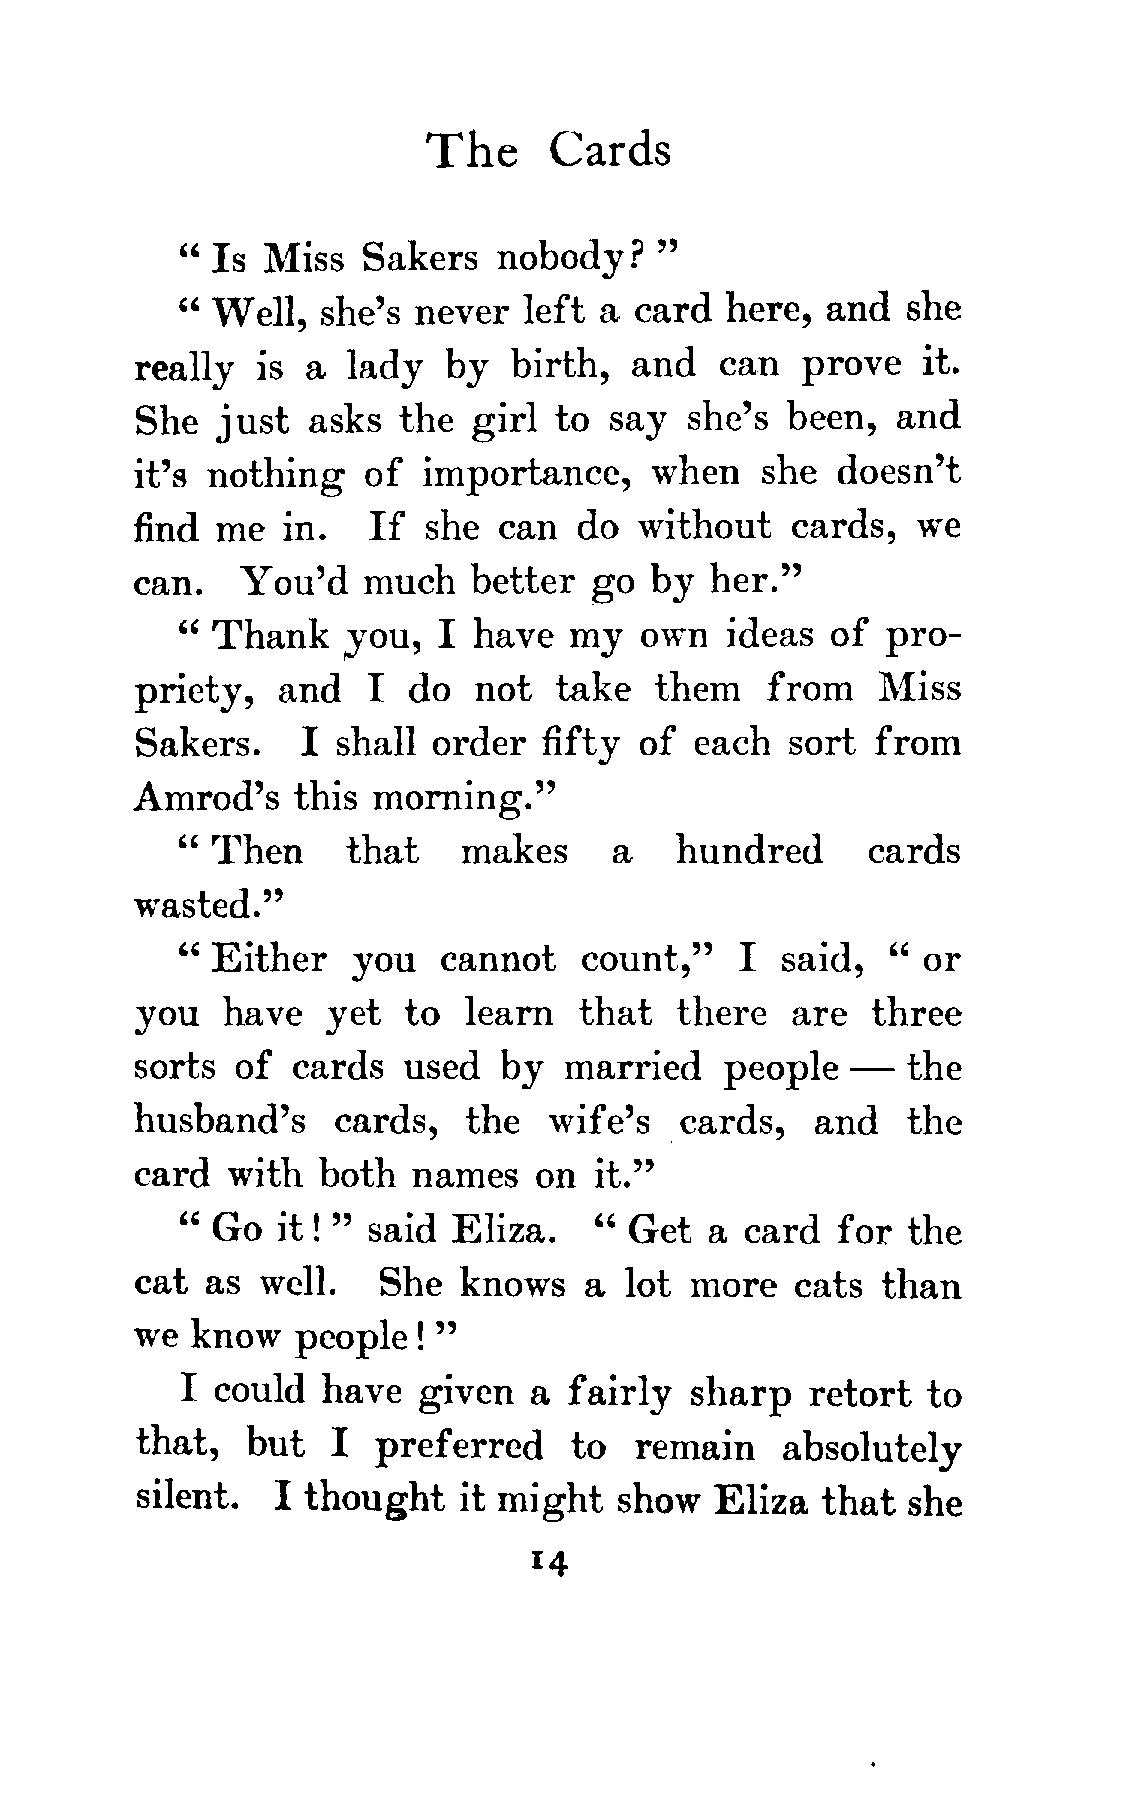 The Cards
“ Is Miss Sakers nobody? ”
“ Well, she’s never left a card here, and she
really is a lady by birth, and can prove it.
She just asks the girl to say she’s been, and
it’s nothing of importance, when she doesn’t
find me in. If she can do without cards, we
can. You’d much better go by her.”
“ Thank you, I have my own ideas of pro-
priety, and I do not take them from Miss
Sakers. I shall order fifty of each sort from
Amrod’s this morning.”
“ Then that makes a hundred cards
wasted.”
“ Either you cannot count,” I said, “ or
you have yet to learn that there are three
sorts of cards used by married people — the
husband’s cards, the wife’s cards, and the
card with both names on it.”
“ Go it! ” said Eliza. “ Get a card for the
cat as well. She knows a lot more cats than
we know people! ”
I could have given a fairly sharp retort to
that, but I preferred to remain absolutely
silent. I thought it might show Eliza that she
14